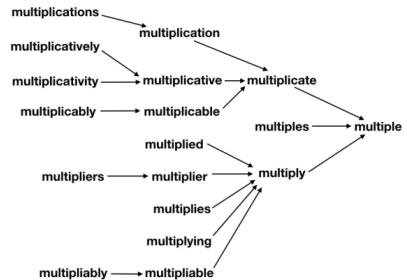 multiplications
multiplication
multiplicatively
multiplicativity
multiplicative
multiplicate
multiplicably
multiplicable
multiples
multiple
multiplied
multipliers
multiplier
multiply
multiplies
multiplying
multipliably
multipliable